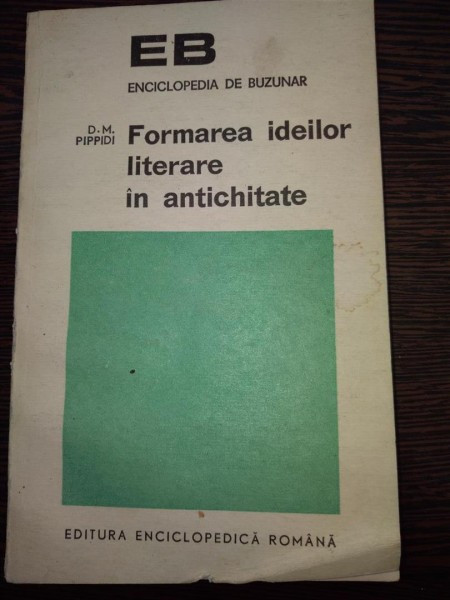 EB
ENCICLOPEDIA DE BUZUNAR
D.M.
PIPPIDI
Formarea ideilor
literare
în antichitate
EDITURA ENCICLOPEDICĂ ROMÂNĂ